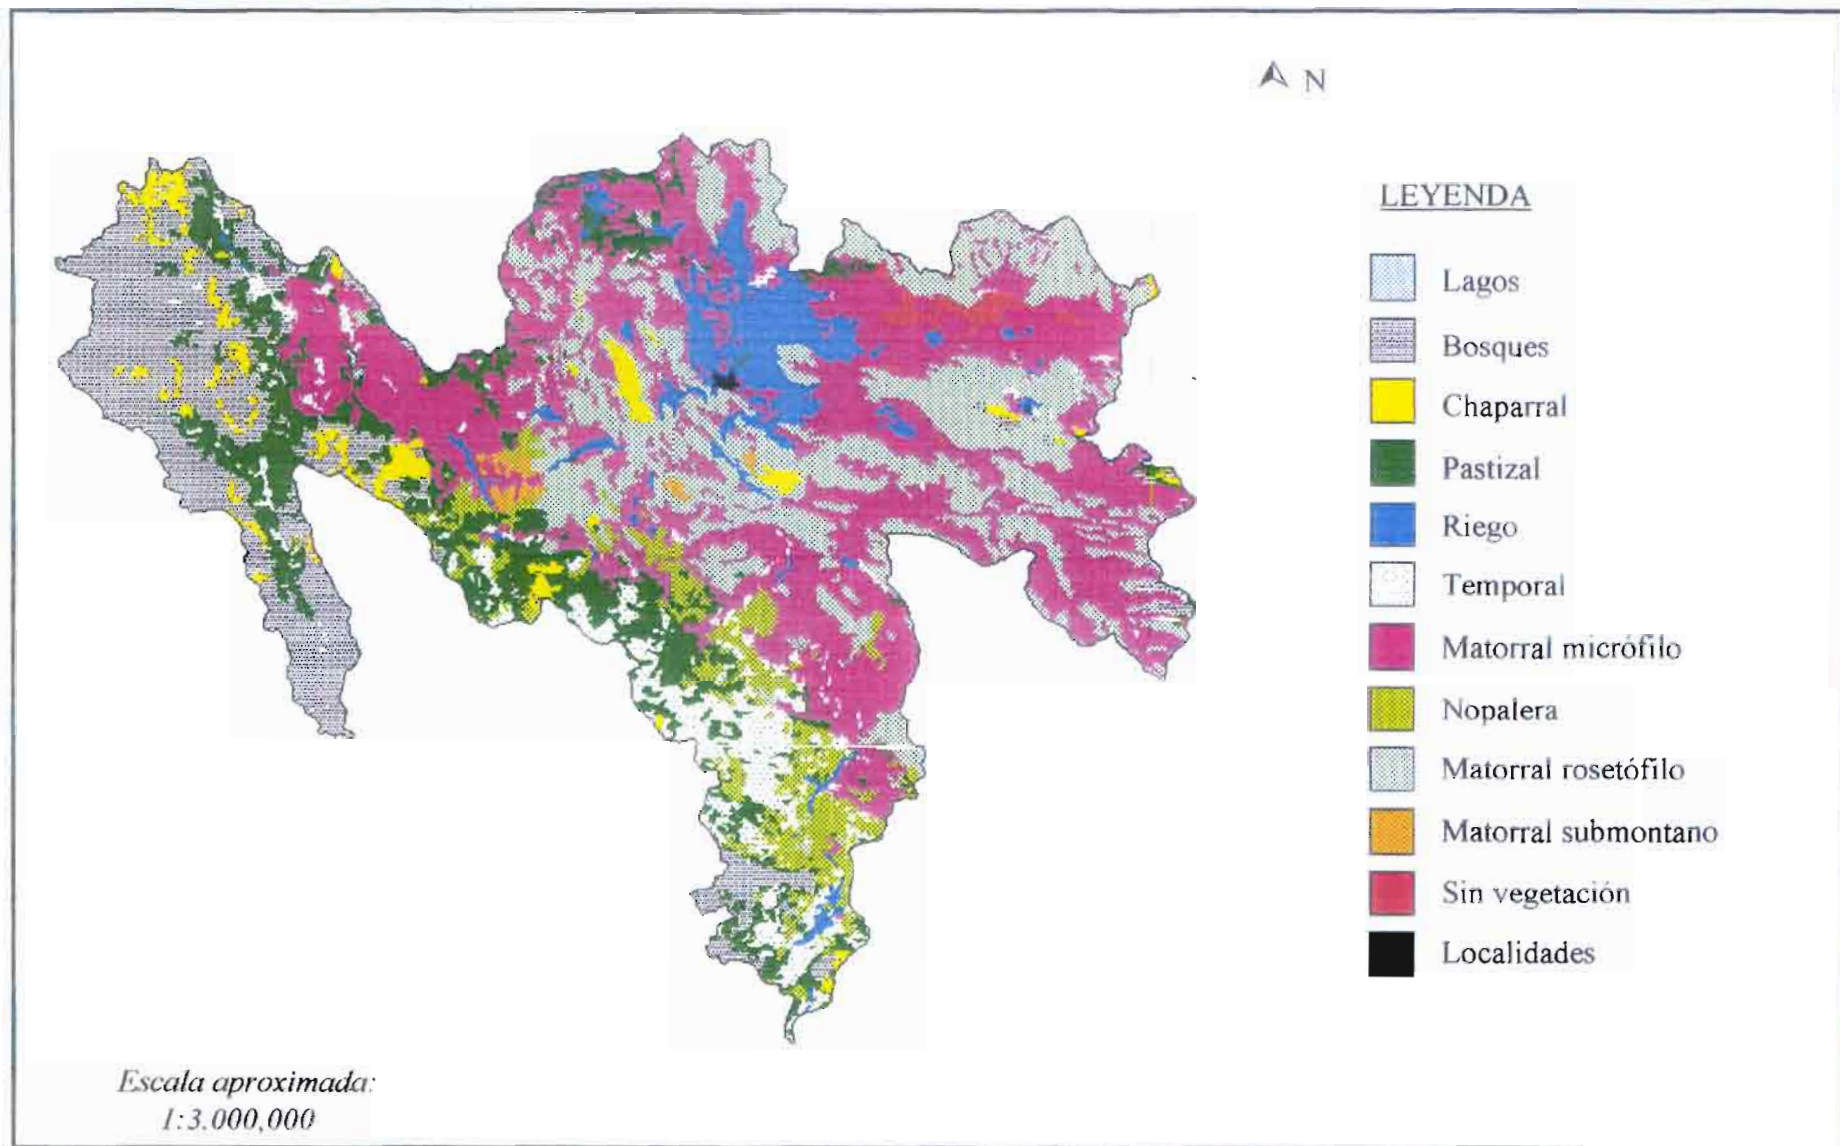 N
LEYENDA
Lagos
Bosques
Chaparral
Pastizal
Riego
Temporal
Matorral micrófilo
Nopalera
Matorral rosetófilo
Matorral submontano
Sin vegetación
Localidades
Escala aproximada:
1:3.000,000